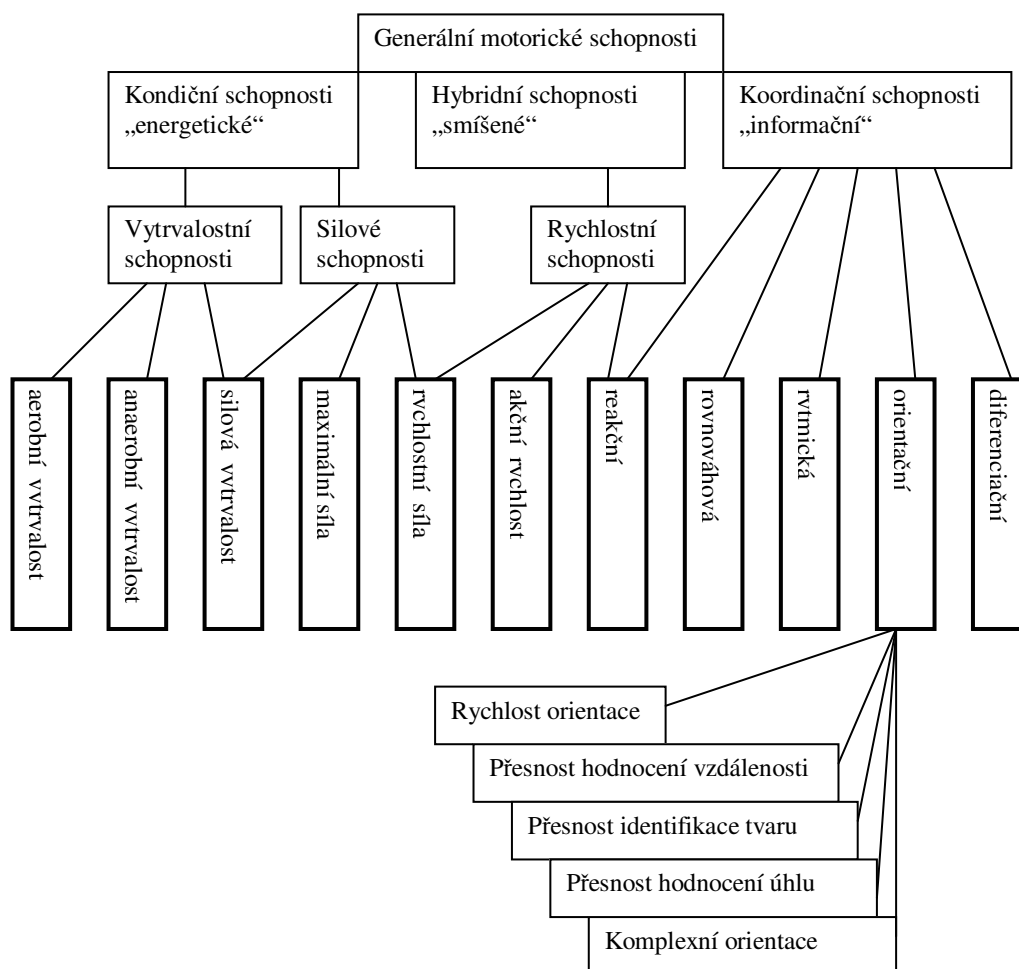 Generální motorické schopnosti
Kondiční schopnosti
„energetické“
Hybridní schopnosti
„smíšené“
Koordinační schopnosti
„informační“
Vytrvalostní
schopnosti
Silové
schopnosti
Rychlostní
schopnosti
aerobní vytrvalost
anaerobní vytrvalost
silová vytrvalost
maximální síla
rychlostní síla
akční rychlost
reakční
rovnováhová
rytmická
orientační
diferenciační
Rychlost orientace
Přesnost hodnocení vzdálenosti
Přesnost identifikace tvaru
Přesnost hodnocení úhlu
Komplexní orientace